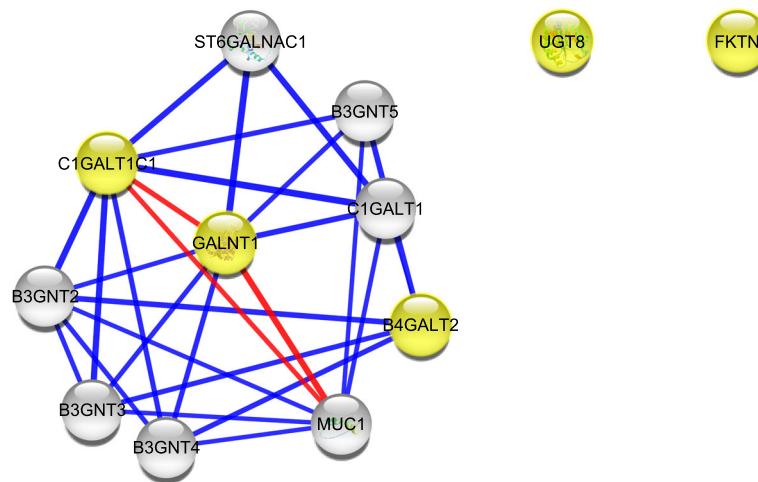 ST6GALNAC1
UGT8
FKTN
B3GNT5
C1GALT1C1
C1GALT1
GALNT1
B3GNT2
B4GALT2
B3GNT3
MUC1
B3GNT4